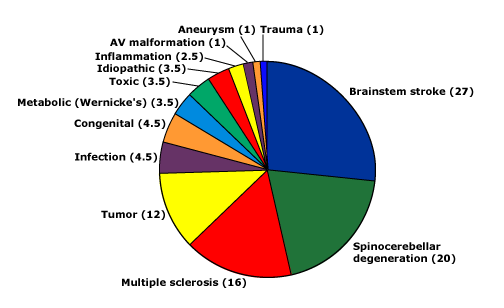 Aneurysm (1) Trauma (1)
AV malformation (1)
Inflammation (2.5)
Idiopathic (3.5)
Toxic (3.5)
Metabolic (Wernicke's) (3.5)
Congenital (4.5)
Infection (4.5)
Tumor (12)
Multiple sclerosis (16)
Brainstem stroke (27)
Spinocerebellar
degeneration (20)